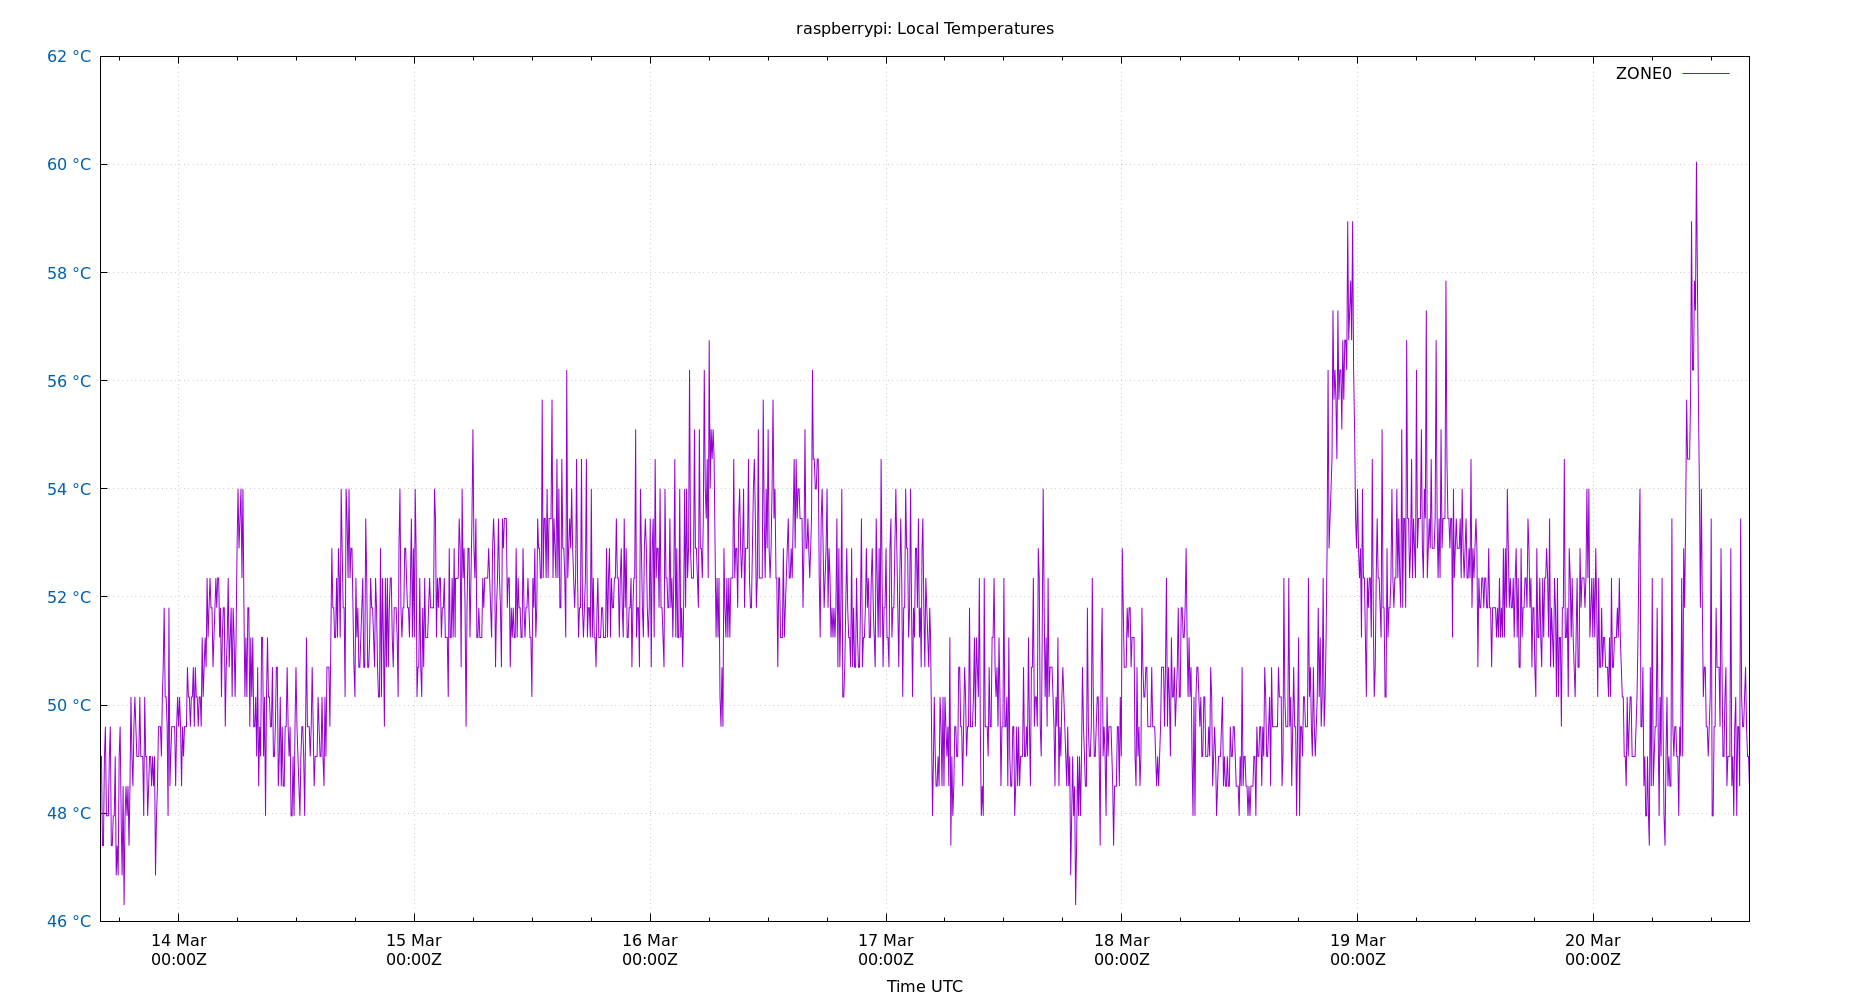 raspberrypi: Local Temperatures
62 °C
ZONE0
60 °C
58 °C
56 °C
54 °C
52 °C
50 °C
48 °C
46 °C
14 Mar 15 Mar 16 Mar 17 Mar 18 Mar 19 Mar 20 Mar
00:00Z 00:00Z 00:00Z 00:00Z 00:00Z 00:00Z 00:00Z
Time UTC